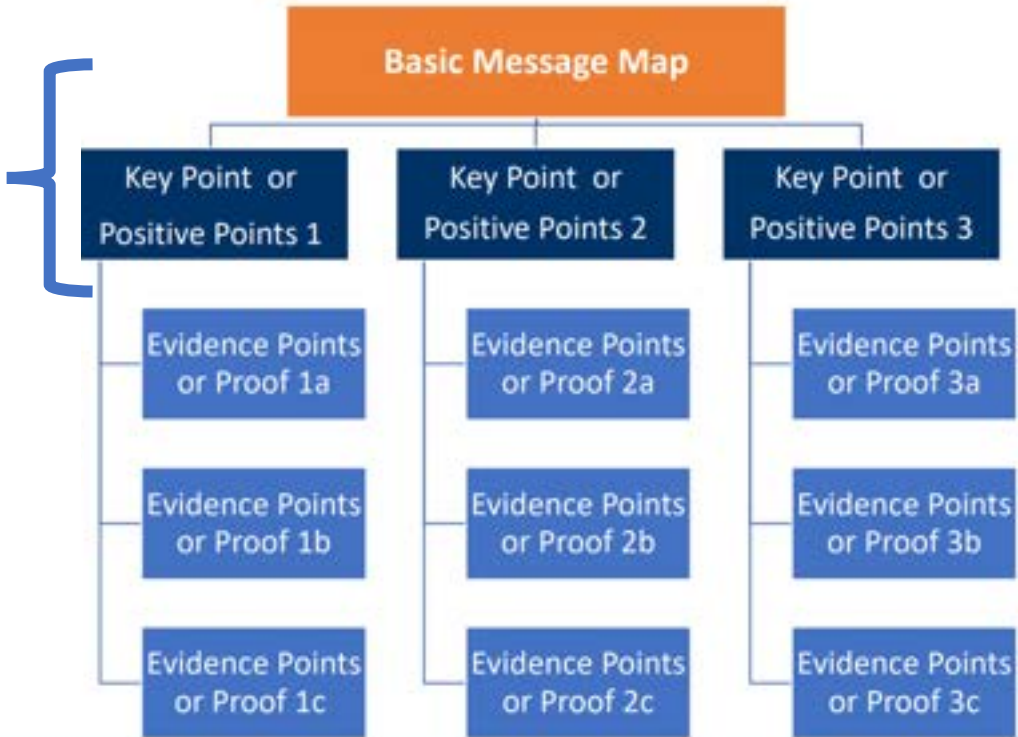 Basic Message Map
Key Point or
Positive Points 1
Key Point or
Positive Points 2
Key Point or
Positive Points 3
Evidence Points
or Proof 1a
Evidence Points
or Proof 2a
Evidence Points
or Proof 3a
Evidence Points
or Proof 1b
Evidence Points
or Proof 2b
Evidence Points
or Proof 3b
Evidence Points
or Proof 1c
Evidence Points
or Proof 2c
Evidence Points
or Proof 3c